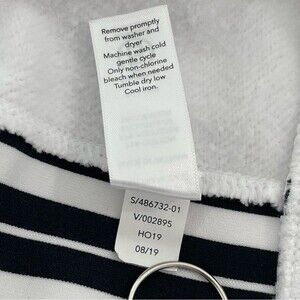 Remove promptly
from washer and
dryer
Machine wash cold
gentle cycle
Only non-chlorine
bleach when needed
Tumble dry low
Cool iron.
S/486732-01
V/002895
HO19
08/19